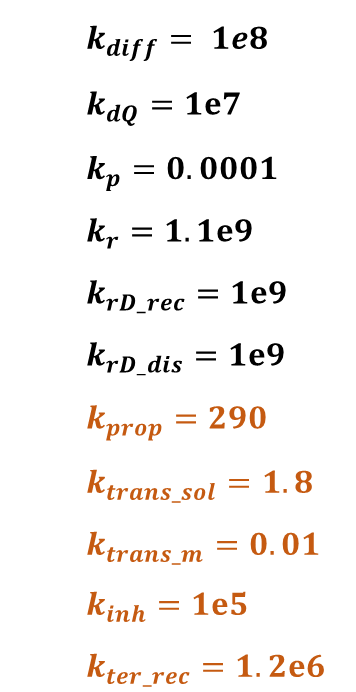 k_diff = 1e8
k_dQ = 1e7
k_p = 0.0001
k_r = 1.1e9
k_rD_rec = 1e9
k_rD_dis = 1e9
k_prop = 290
k_trans_sol = 1.8
k_trans_m = 0.01
k_inh = 1e5
k_ter_rec = 1.2e6